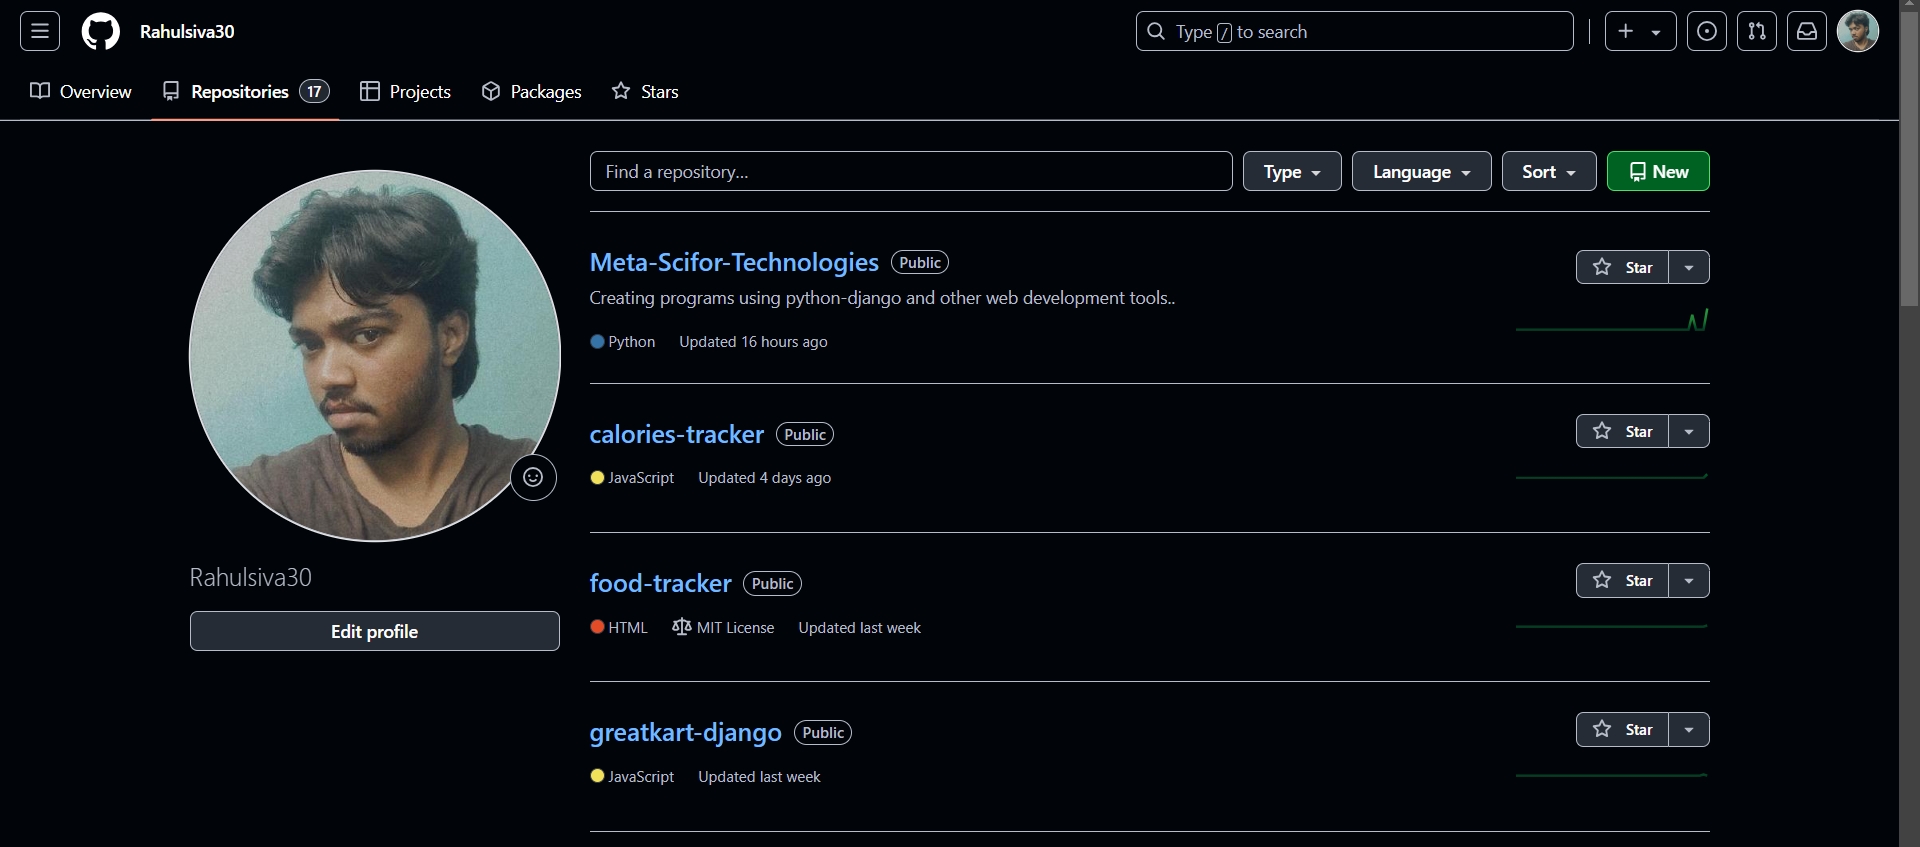 Rahulsiva30
Type / to search
Overview
Repositories 17
Projects
Packages
Stars
Find a repository...
Type
Language
Sort
New
Meta-Scifor-Technologies Public
Star
Creating programs using python-django and other web development tools..
Python Updated 16 hours ago
calories-tracker Public
Star
JavaScript Updated 4 days ago
Rahulsiva30
Edit profile
food-tracker Public
Star
HTML MIT License Updated last week
greatkart-django Public
Star
JavaScript Updated last week